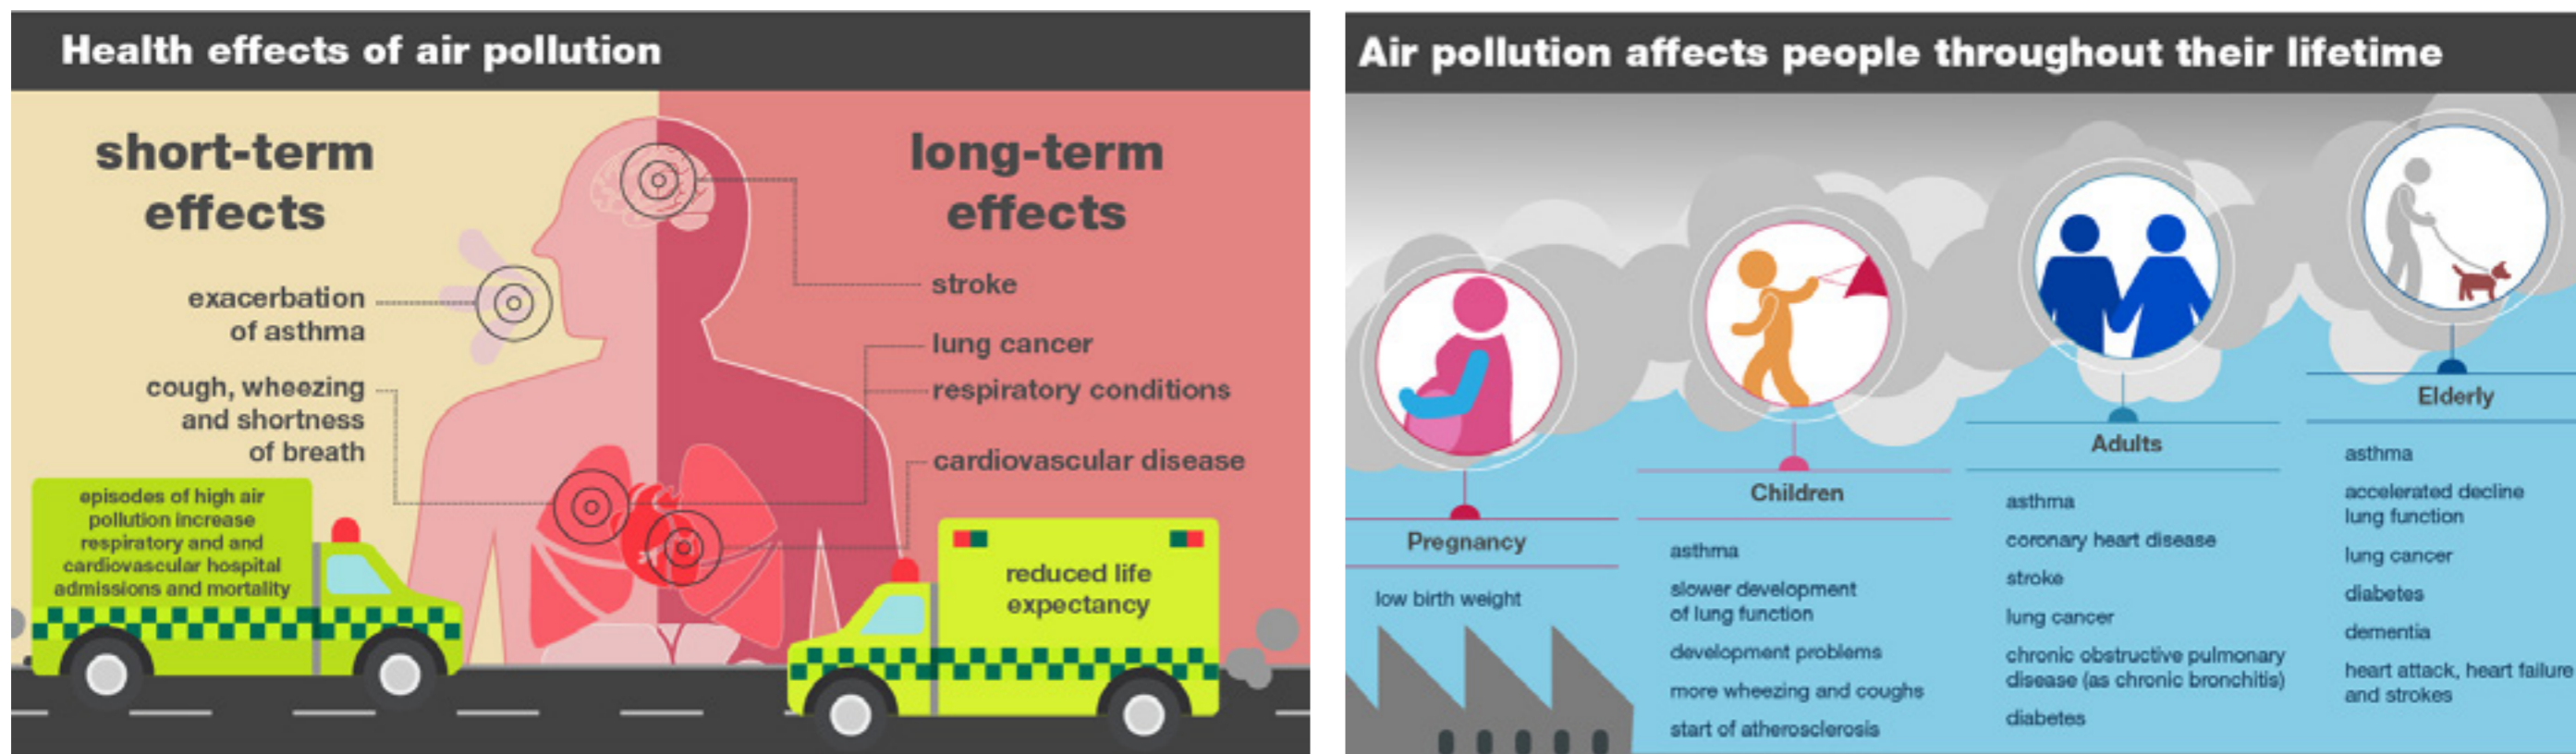 Health effects of air pollution
short-term
effects
exacerbation
of asthma
cough, wheezing
and shortness
of breath
episodes of high air
pollution increase
respiratory and and
cardiovascular hospital
admissions and mortality
long-term
effects
stroke
lung cancer
respiratory conditions
cardiovascular disease
reduced life
expectancy
Air pollution affects people throughout their lifetime
Pregnancy
low birth weight
Children
asthma
slower development
of lung function
development problems
more wheezing and coughs
start of atherosclerosis
Adults
asthma
coronary heart disease
stroke
lung cancer
chronic obstructive pulmonary
disease (as chronic bronchitis)
diabetes
Elderly
asthma
accelerated decline
lung function
lung cancer
diabetes
dementia
heart attack, heart failure
and strokes